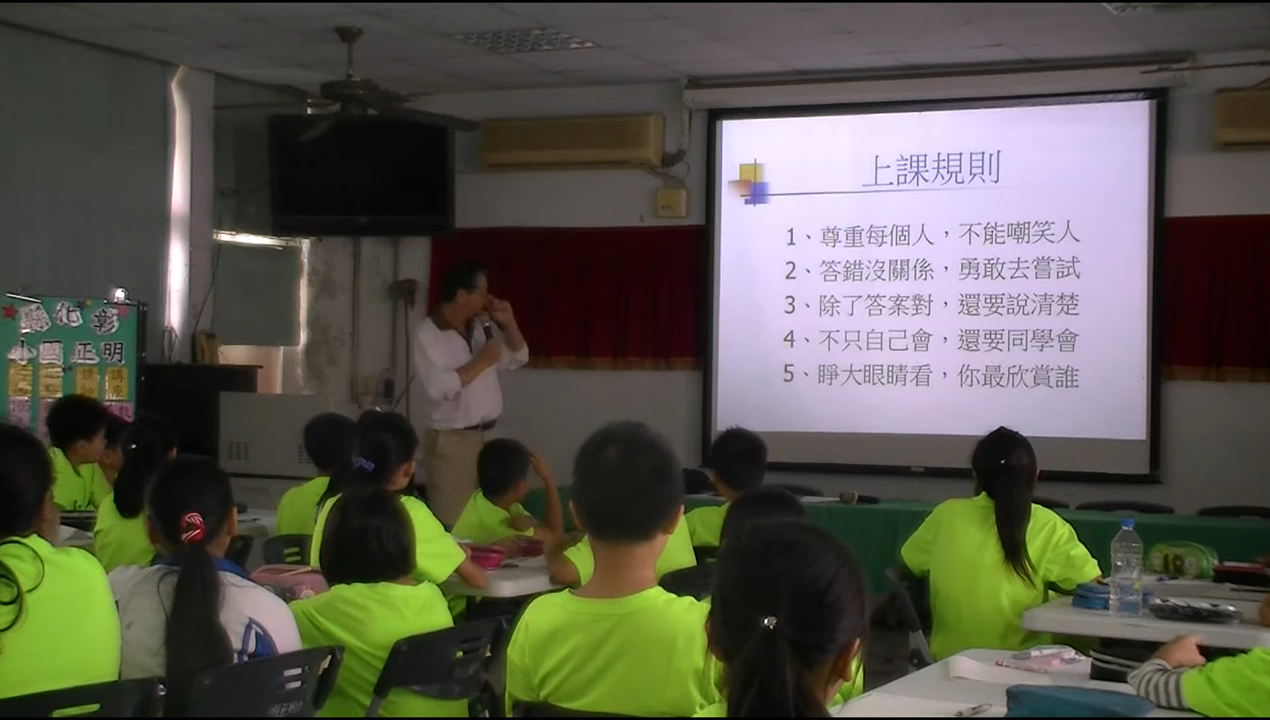 上課規則
1、尊重每個人，不能嘲笑人
2、答錯沒關係，勇敢去嘗試
3、除了答案對，還要說清楚
4、不只自己會，還要同學會
5、睜大眼睛看，你最欣賞誰
縣化彰
小國正明